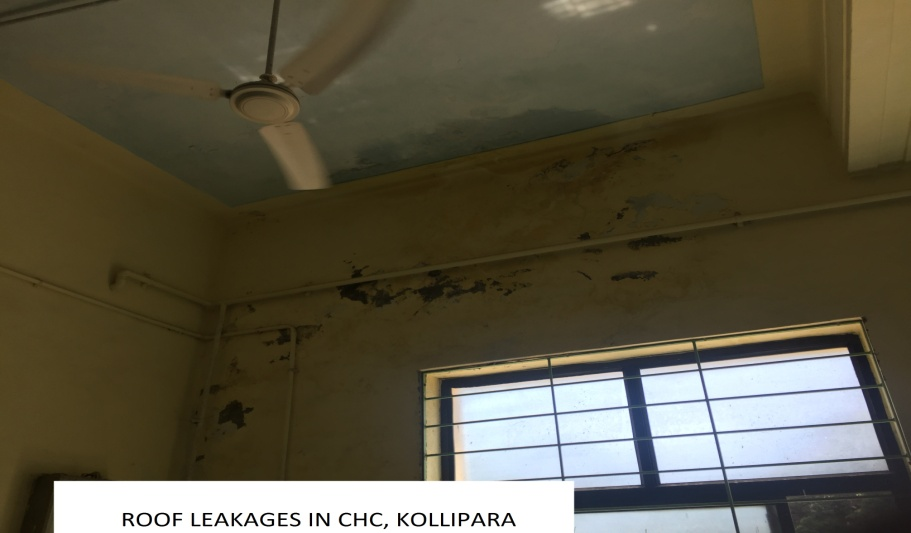 ROOF LEAKAGES IN CHC, KOLLIPARA